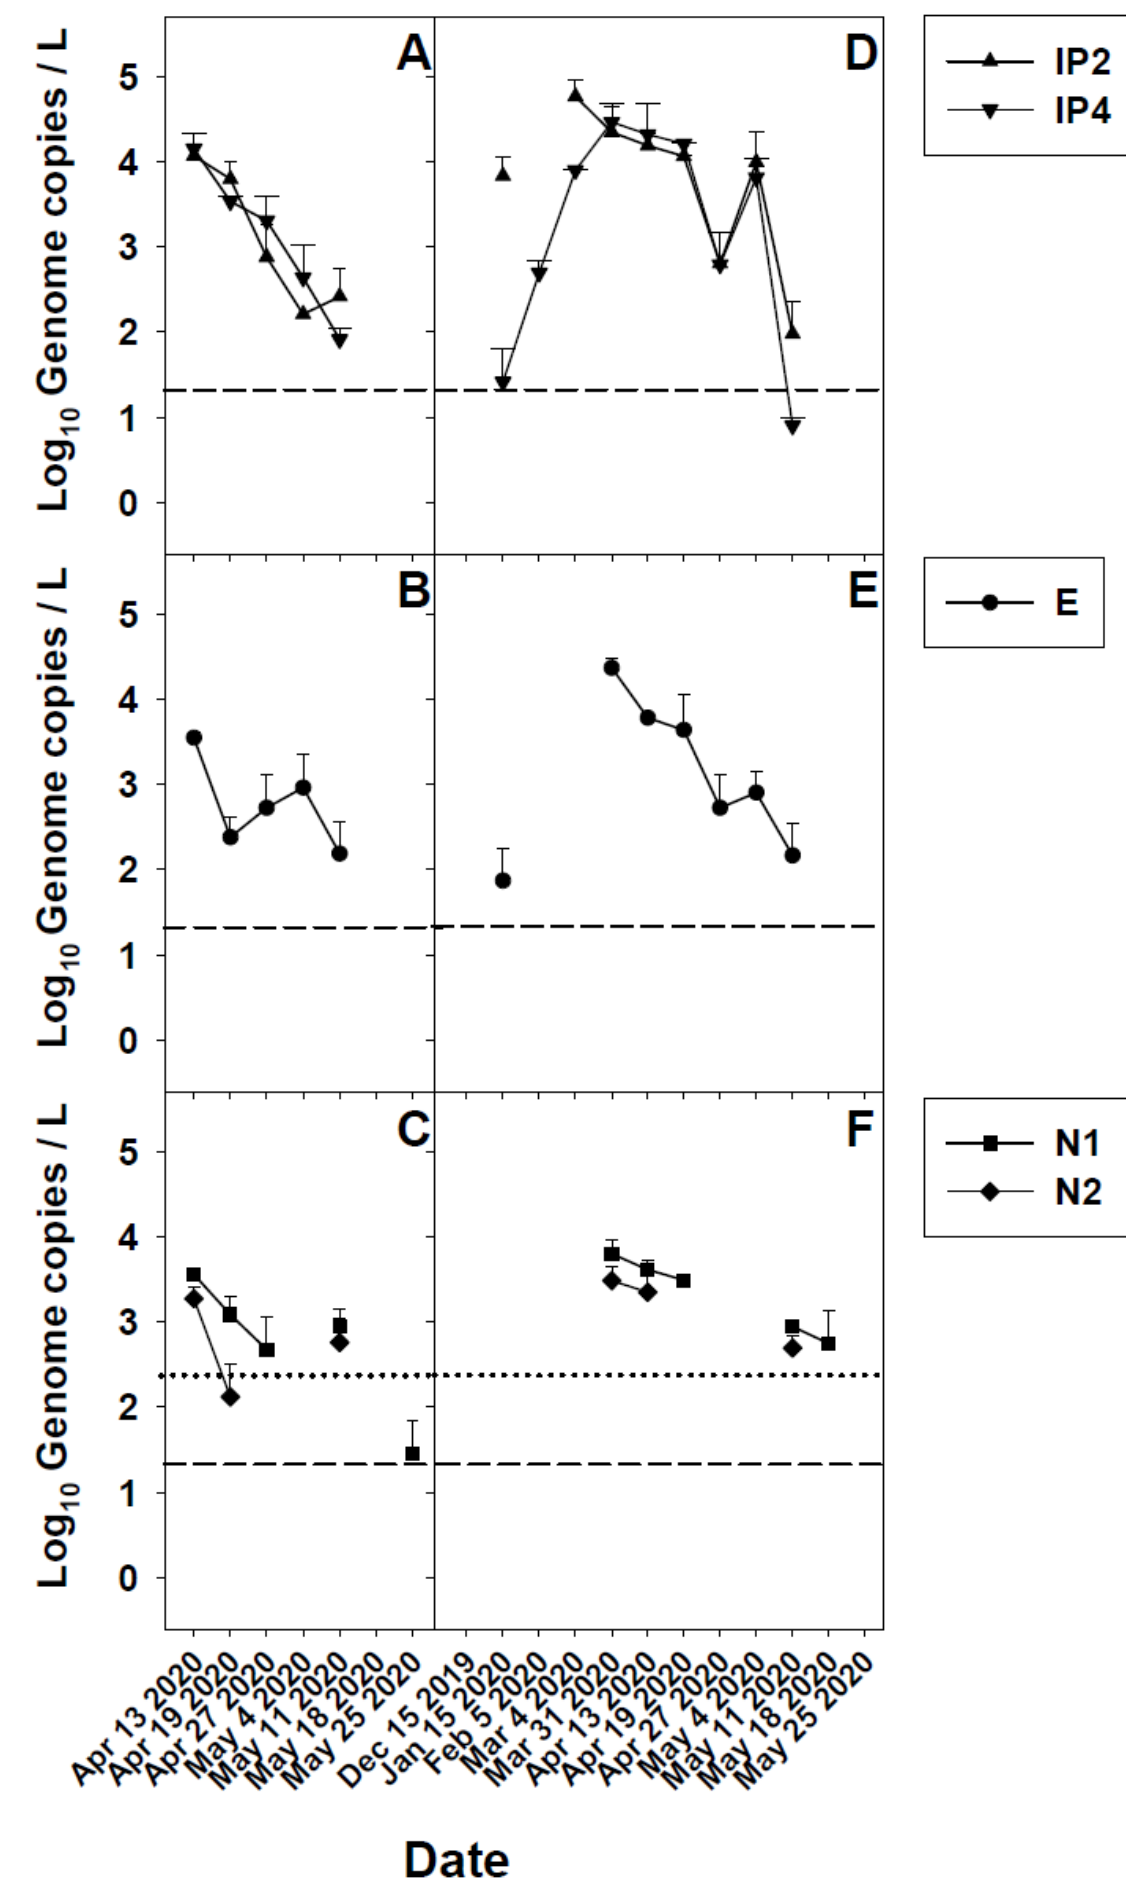 Log10 Genome copies / L
5
4
3
2
1
0
A
D
IP2
IP4
Log10 Genome copies / L
5
4
3
2
1
0
B
E
E
Log10 Genome copies / L
5
4
3
2
1
0
C
F
N1
N2
Apr 13 2020
Apr 19 2020
Apr 27 2020
May 4 2020
May 11 2020
May 18 2020
May 25 2020
Dec 15 2019
Jan 15 2020
Feb 5 2020
Mar 4 2020
Mar 31 2020
Apr 13 2020
Apr 19 2020
Apr 27 2020
May 4 2020
May 11 2020
May 18 2020
May 25 2020
Date